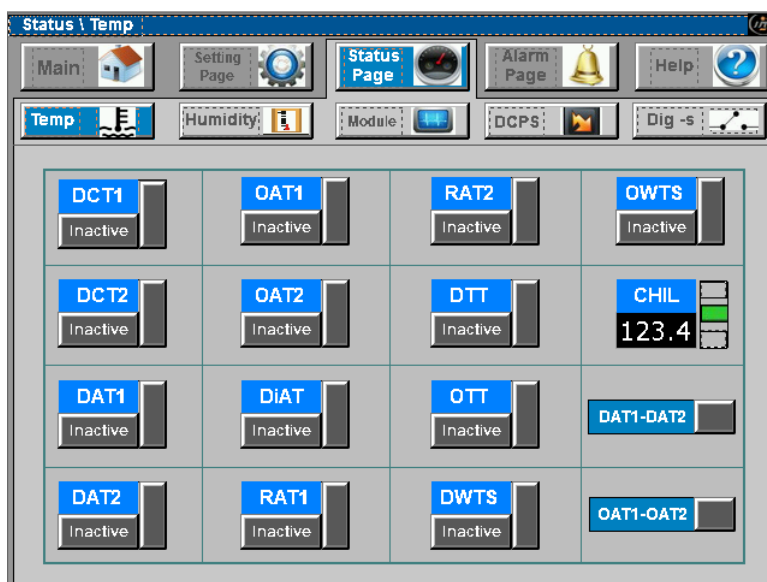 Status \ Temp
Main
Setting
Page
Status
Page
Alarm
Page
Help
Temp
Humidity
Module
DCPS
Dig -s
DCT1
Inactive
OAT1
Inactive
RAT2
Inactive
OWTS
Inactive
DCT2
Inactive
OAT2
Inactive
DTT
Inactive
CHIL
123.4
DAT1
Inactive
DiAT
Inactive
OTT
Inactive
DAT1-DAT2
DAT2
Inactive
RAT1
Inactive
DWTS
Inactive
OAT1-OAT2